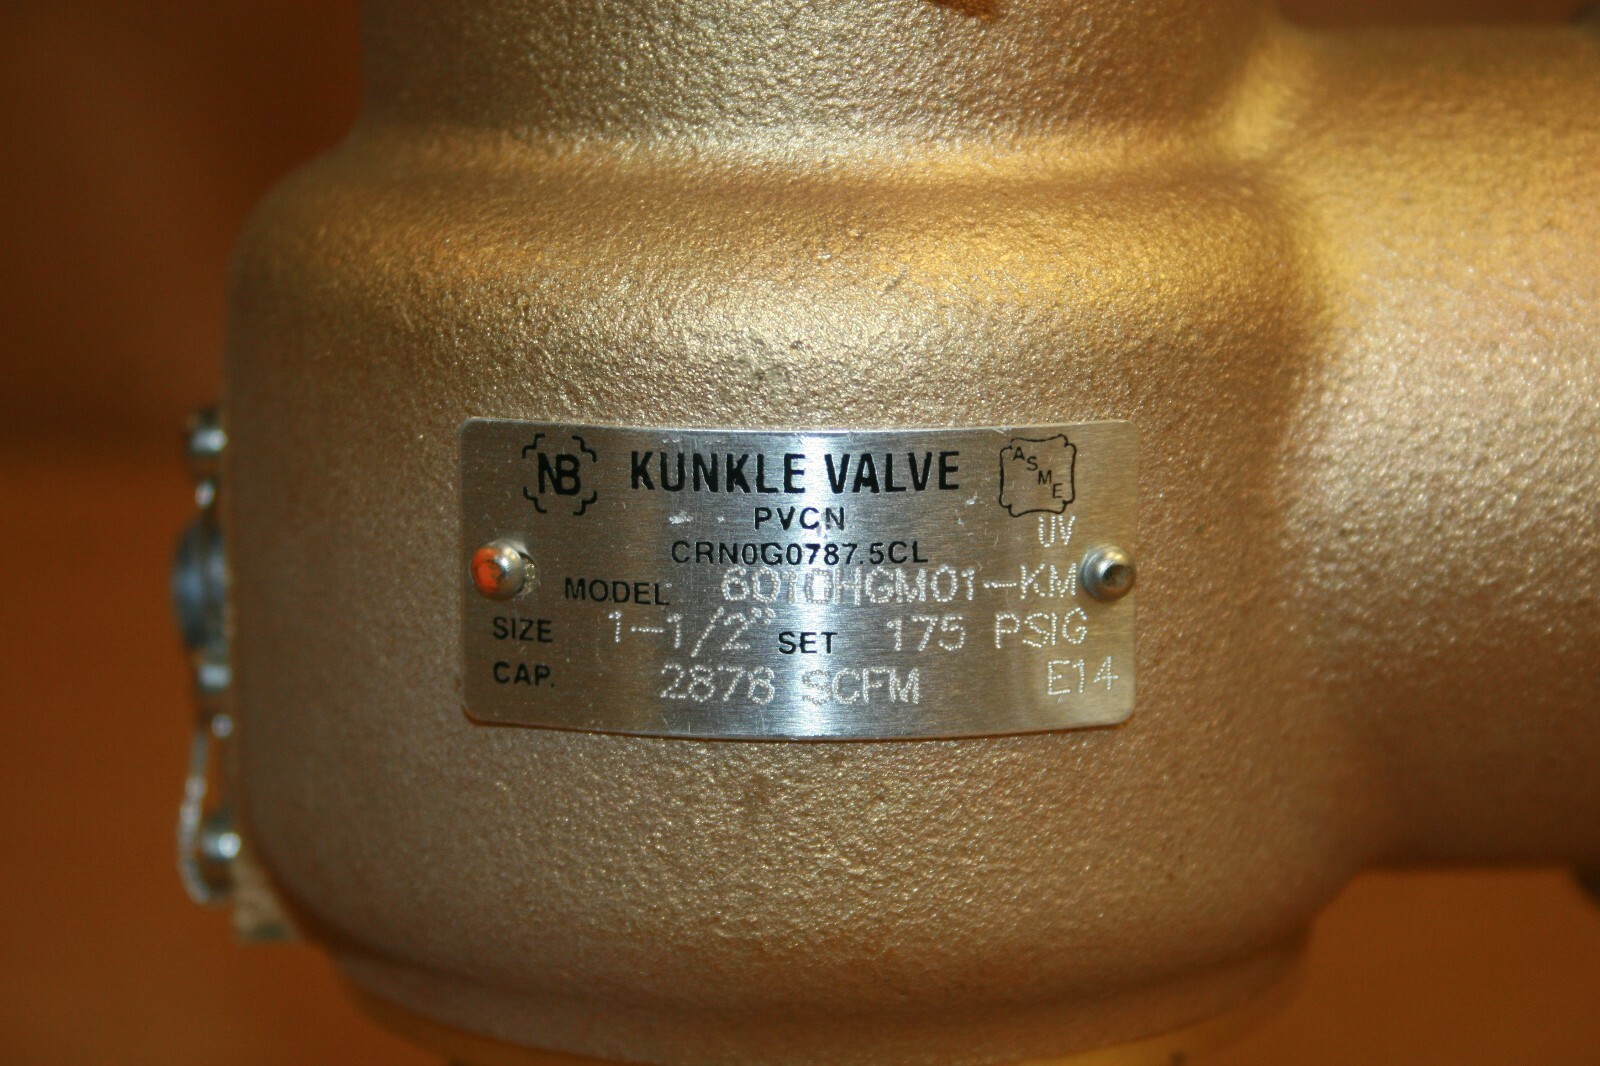 NB KUNKLE VALVE ASME
PVCN
UV
CRN0G0787.5CL
MODEL 6010HGM01-KM
SIZE 1-1/2" SET 175 PSIG
CAP. 2878 SCFM E14